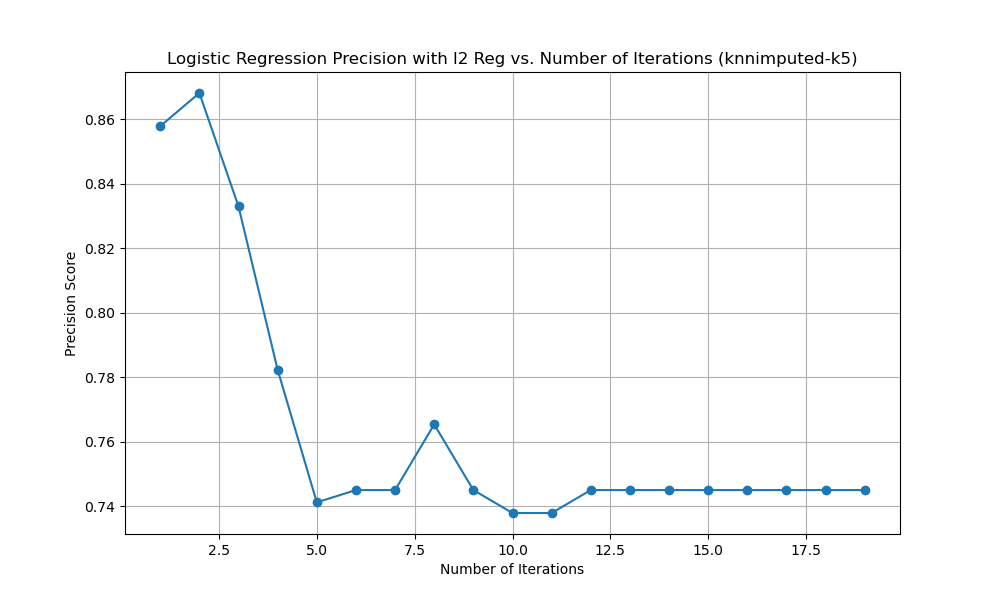 Logistic Regression Precision with l2 Reg vs. Number of Iterations (knnimputed-k5)
Precision Score
0.86
0.84
0.82
0.80
0.78
0.76
0.74
2.5 5.0 7.5 10.0 12.5 15.0 17.5
Number of Iterations